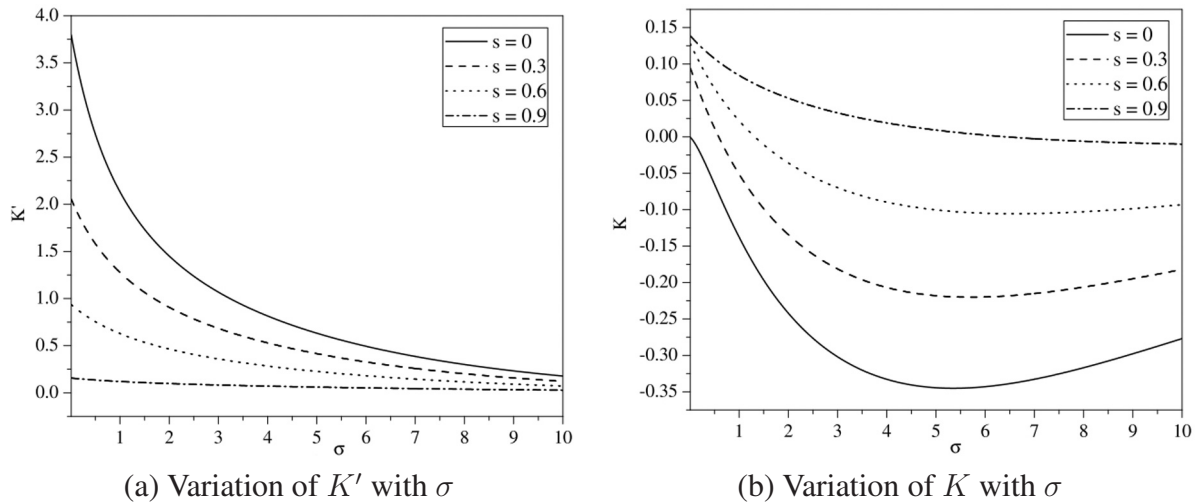 4.0
3.5
3.0
2.5
2.0
1.5
1.0
0.5
0.0
K'
1 2 3 4 5 6 7 8 9 10
σ
s = 0
s = 0.3
s = 0.6
s = 0.9
(a) Variation of K′ with σ
0.15
0.10
0.05
0.00
-0.05
-0.10
-0.15
-0.20
-0.25
-0.30
-0.35
K
1 2 3 4 5 6 7 8 9 10
σ
s = 0
s = 0.3
s = 0.6
s = 0.9
(b) Variation of K with σ